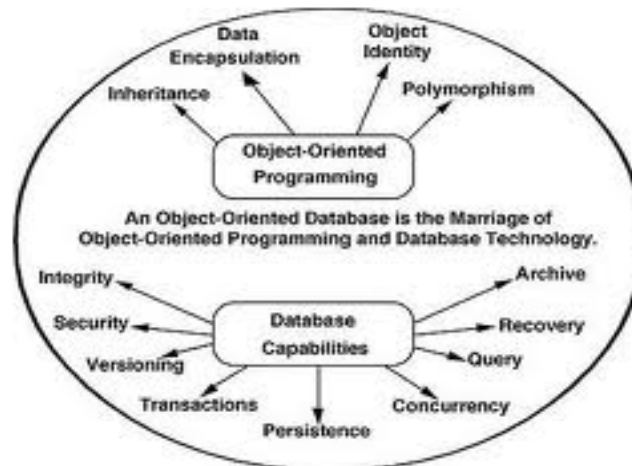 Data
Encapsulation
Object
Identity
Inheritance
Polymorphism
Object-Oriented
Programming
An Object-Oriented Database is the Marriage of
Object-Oriented Programming and Database Technology.
Integrity
Archive
Security
Database
Capabilities
Recovery
Versioning
Query
Transactions
Concurrency
Persistence